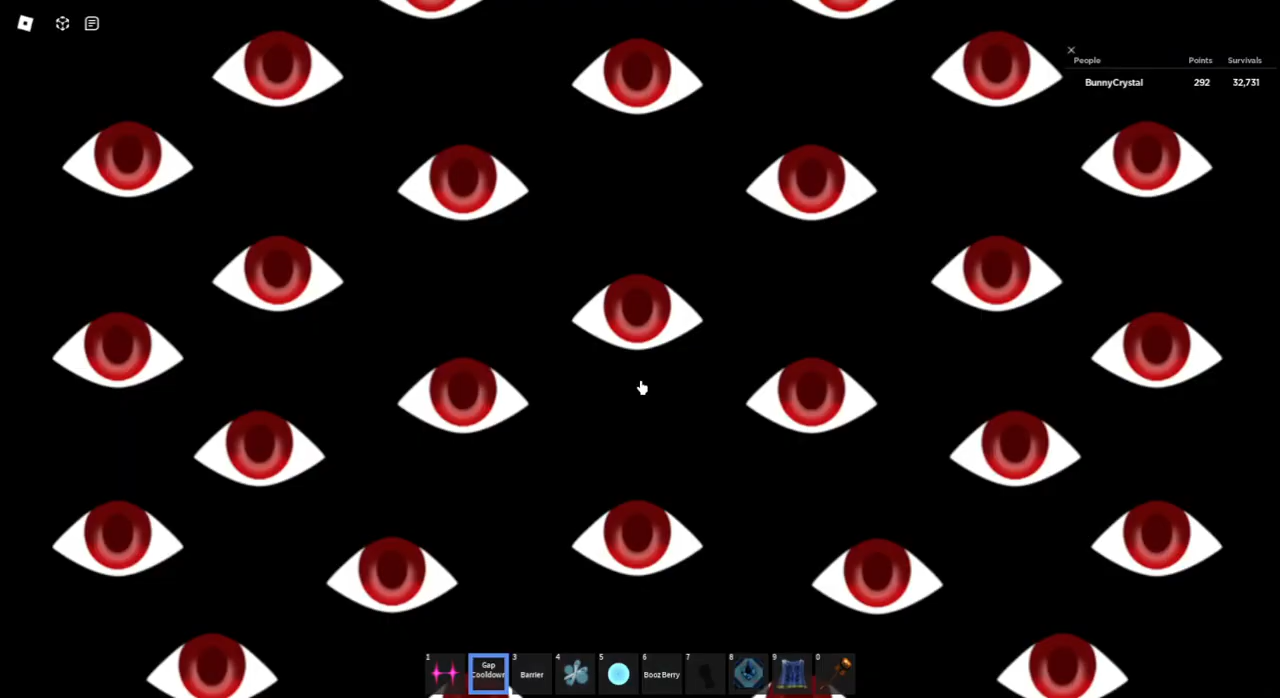 People Points Survivals
BunnyCrystal 292 32,731
1
Gap
Cooldown
3
Barrier
4
5
6
Booz Berry
7
8
9
0